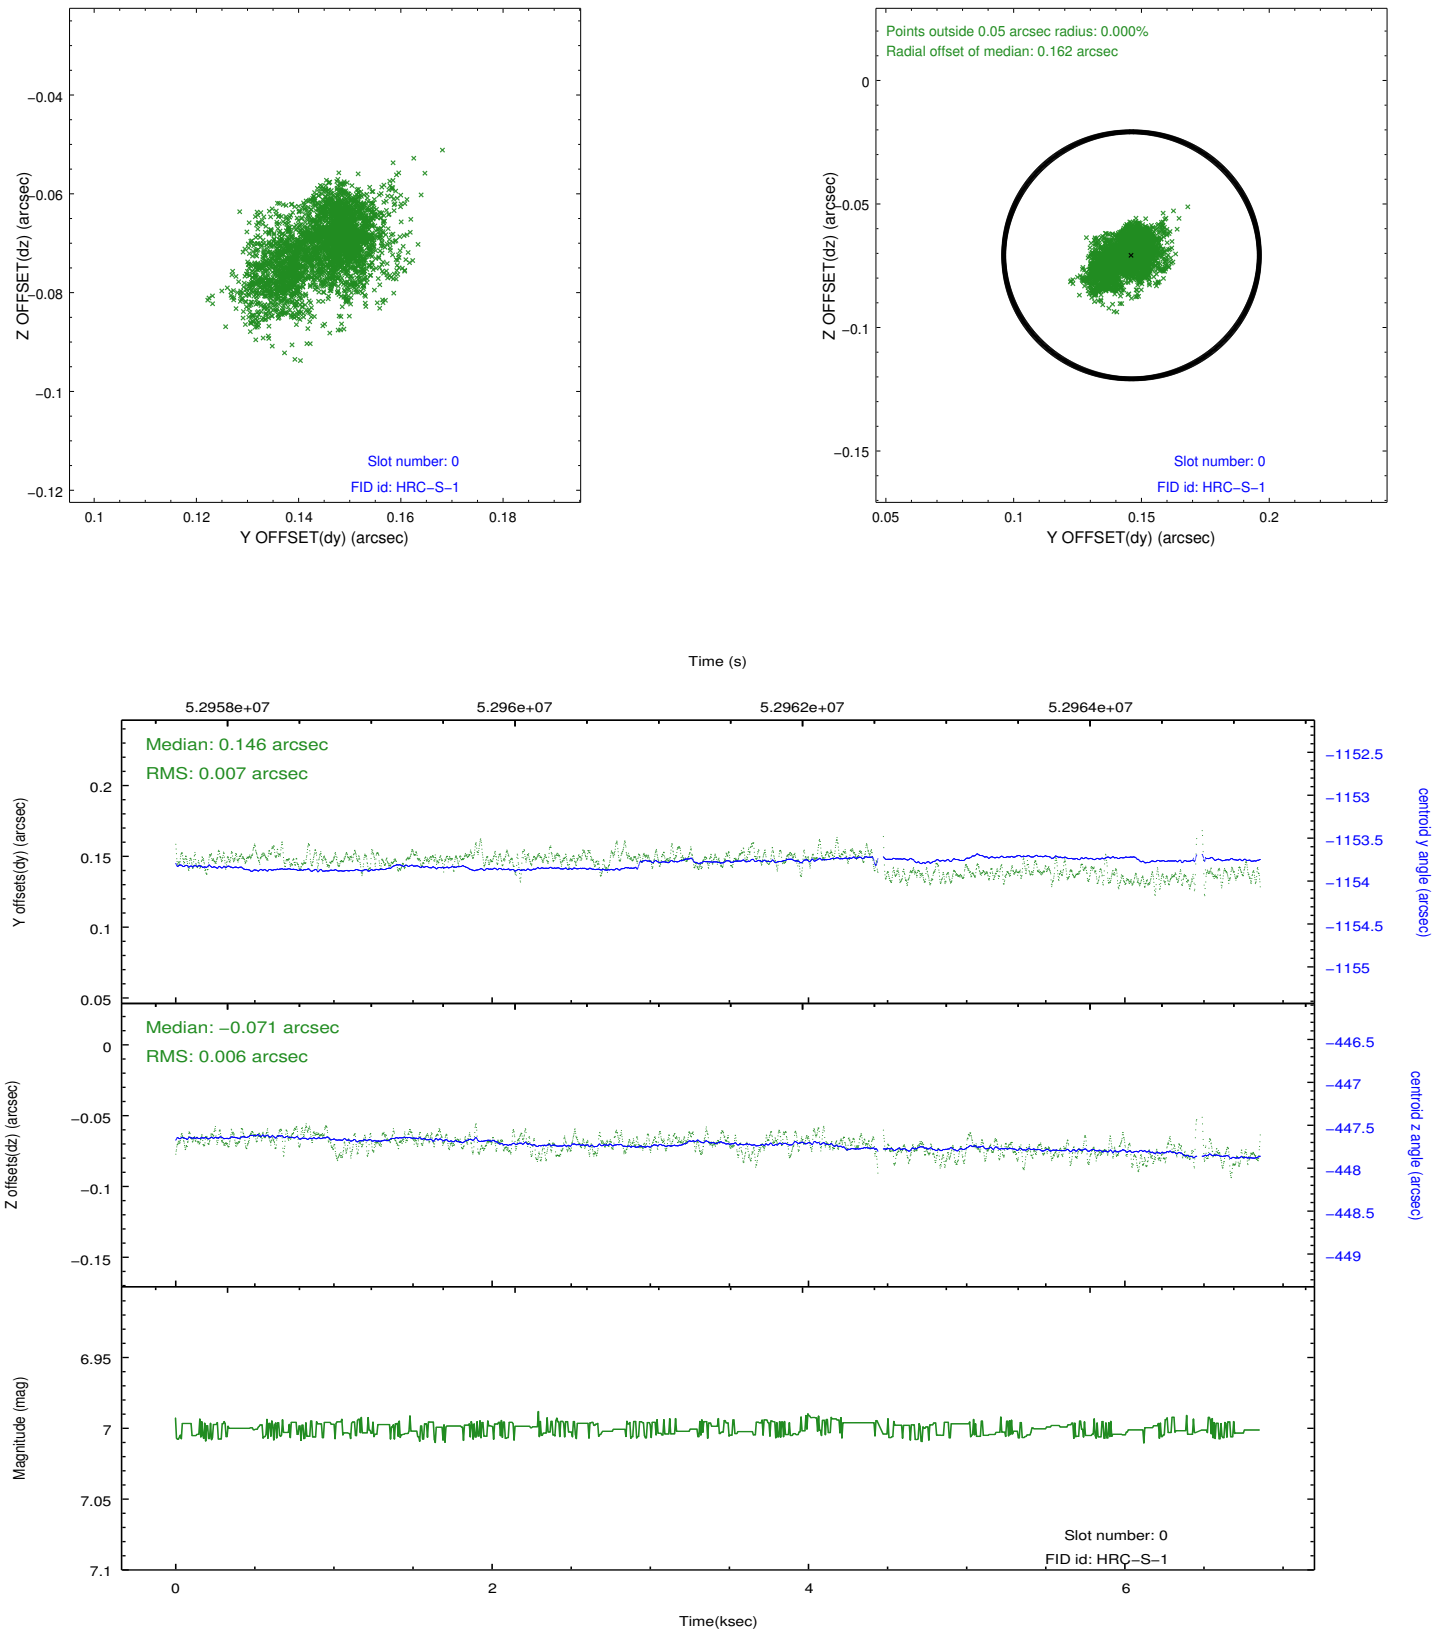 −0.04
−0.06
−0.08
−0.1
−0.12
Z OFFSET(dz) (arcsec)
Slot number: 0
FID id: HRC−S−1
0.1
0.12
0.14
0.16
0.18
Y OFFSET(dy) (arcsec)
Points outside 0.05 arcsec radius: 0.000%
Radial offset of median: 0.162 arcsec
0
−0.05
−0.1
−0.15
Z OFFSET(dz) (arcsec)
Slot number: 0
FID id: HRC−S−1
0.05
0.1
0.15
0.2
Y OFFSET(dy) (arcsec)
Time (s)
5.2958e+07
5.296e+07
5.2962e+07
5.2964e+07
Median: 0.146 arcsec
RMS: 0.007 arcsec
0.2
0.15
0.1
0.05
Y offsets(dy) (arcsec)
−1152.5
−1153
−1153.5
−1154
−1154.5
−1155
centroid y angle (arcsec)
Median: −0.071 arcsec
RMS: 0.006 arcsec
0
−0.05
−0.1
−0.15
Z offsets(dz) (arcsec)
−446.5
−447
−447.5
−448
−448.5
−449
centroid z angle (arcsec)
6.95
7
7.05
7.1
Magnitude (mag)
Slot number: 0
FID id: HRC−S−1
0
2
4
6
Time(ksec)